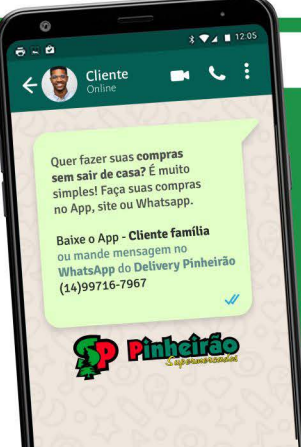 12:05
Cliente
Online
Quer fazer suas compras
sem sair de casa? É muito
simples! Faça suas compras
no App, site ou Whatsapp.
Baixe o App - Cliente família
ou mande mensagem no
WhatsApp do Delivery Pinheirão
(14)99716-7967
SP Pinheirão
Supermercados